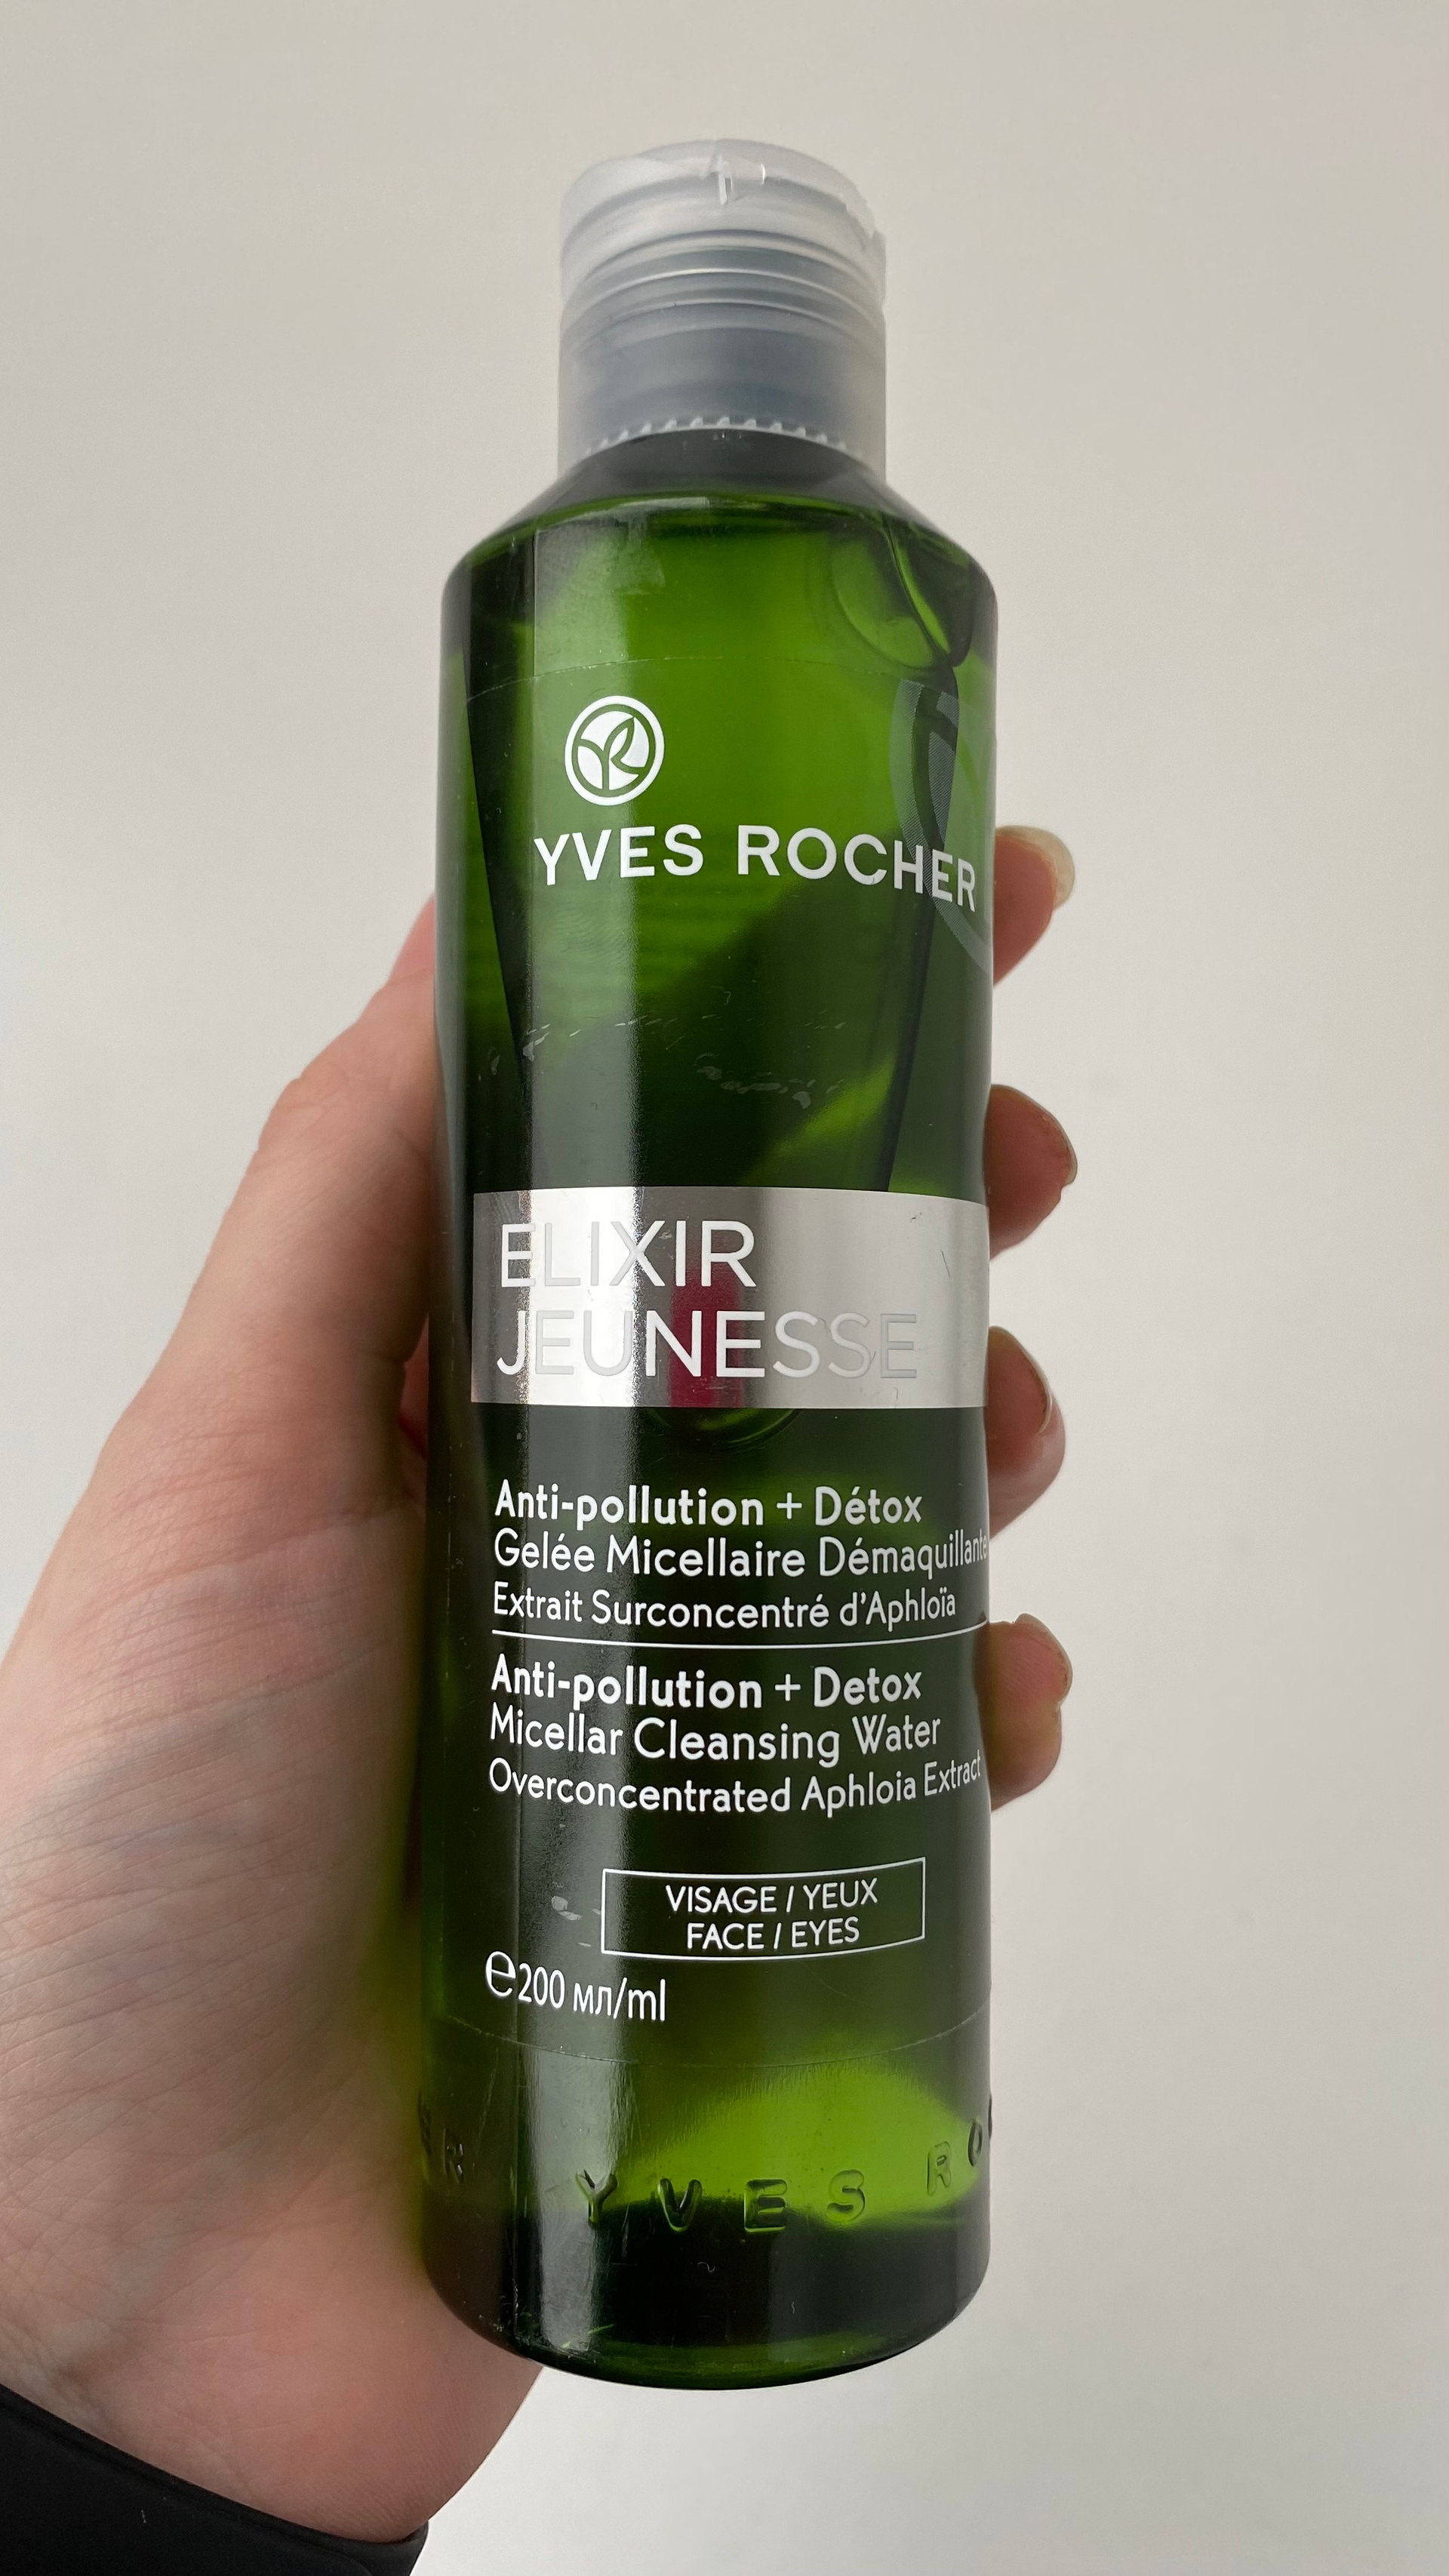 YVES ROCHER
ELIXIR
JEUNESSE
Anti-pollution + Détox
Gelée Micellaire Démaquillante
Extrait Surconcentré d'Aphloïa
Anti-pollution + Detox
Micellar Cleansing Water
Overconcentrated Aphloia Extract
VISAGE / YEUX
FACE / EYES
℮200 мл/ml
YVES